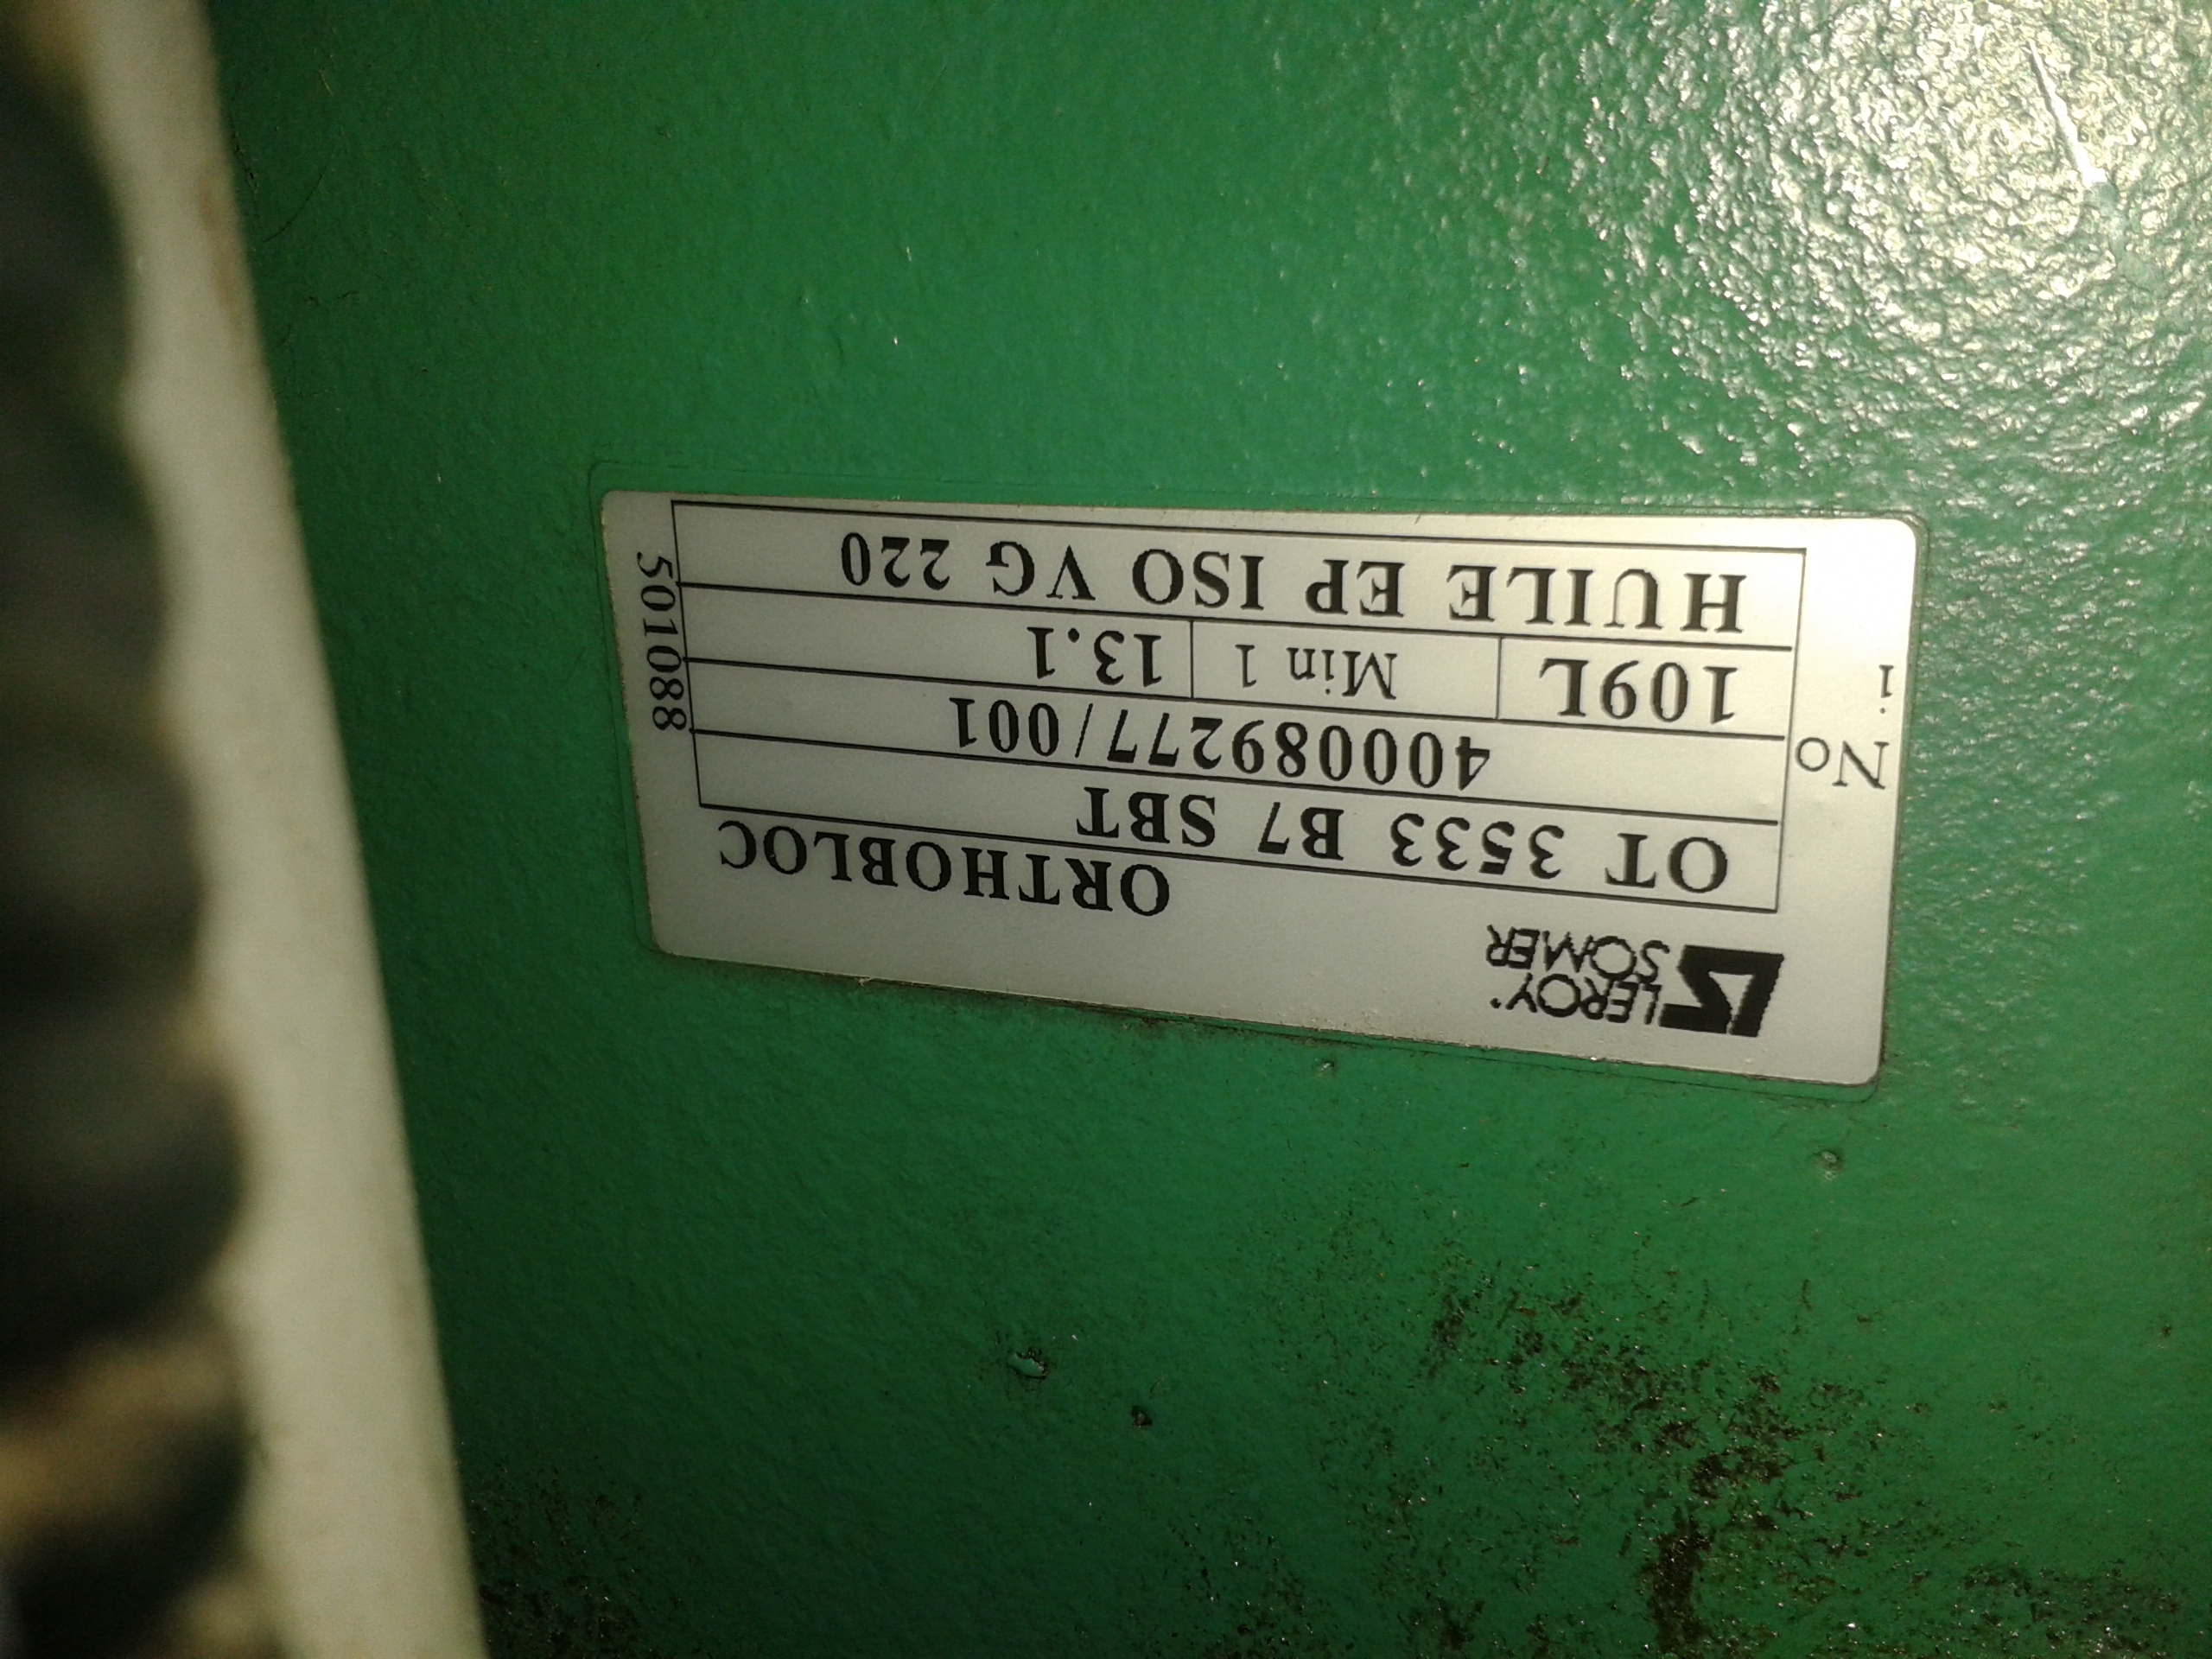 LEROY
SOMER
ORTHOBLOC
OT 3533 B7 SBT
No 40089277/001
i 109L Min 1 13.1
HUILE EP ISO VG 220
501088